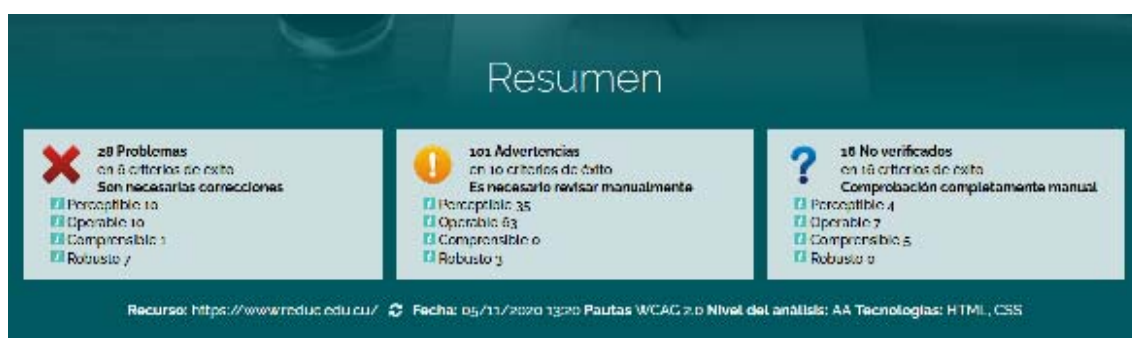 Resumen
28 Problemas
en 6 criterios de éxito
Son necesarias correcciones
Perceptible 10
Operable 10
Comprensible 1
Robusto 7
101 Advertencias
en 10 criterios de éxito
Es necesario revisar manualmente
Perceptible 35
Operable 63
Comprensible 0
Robusto 3
16 No verificados
en 16 criterios de éxito
Comprobación completamente manual
Perceptible 4
Operable 7
Comprensible 5
Robusto 0
Recurso: https://www.reduc.edu.cu/ Fecha: 05/11/2020 13:20 Pautas WCAG 2.0 Nivel del análisis: AA Tecnologías: HTML, CSS